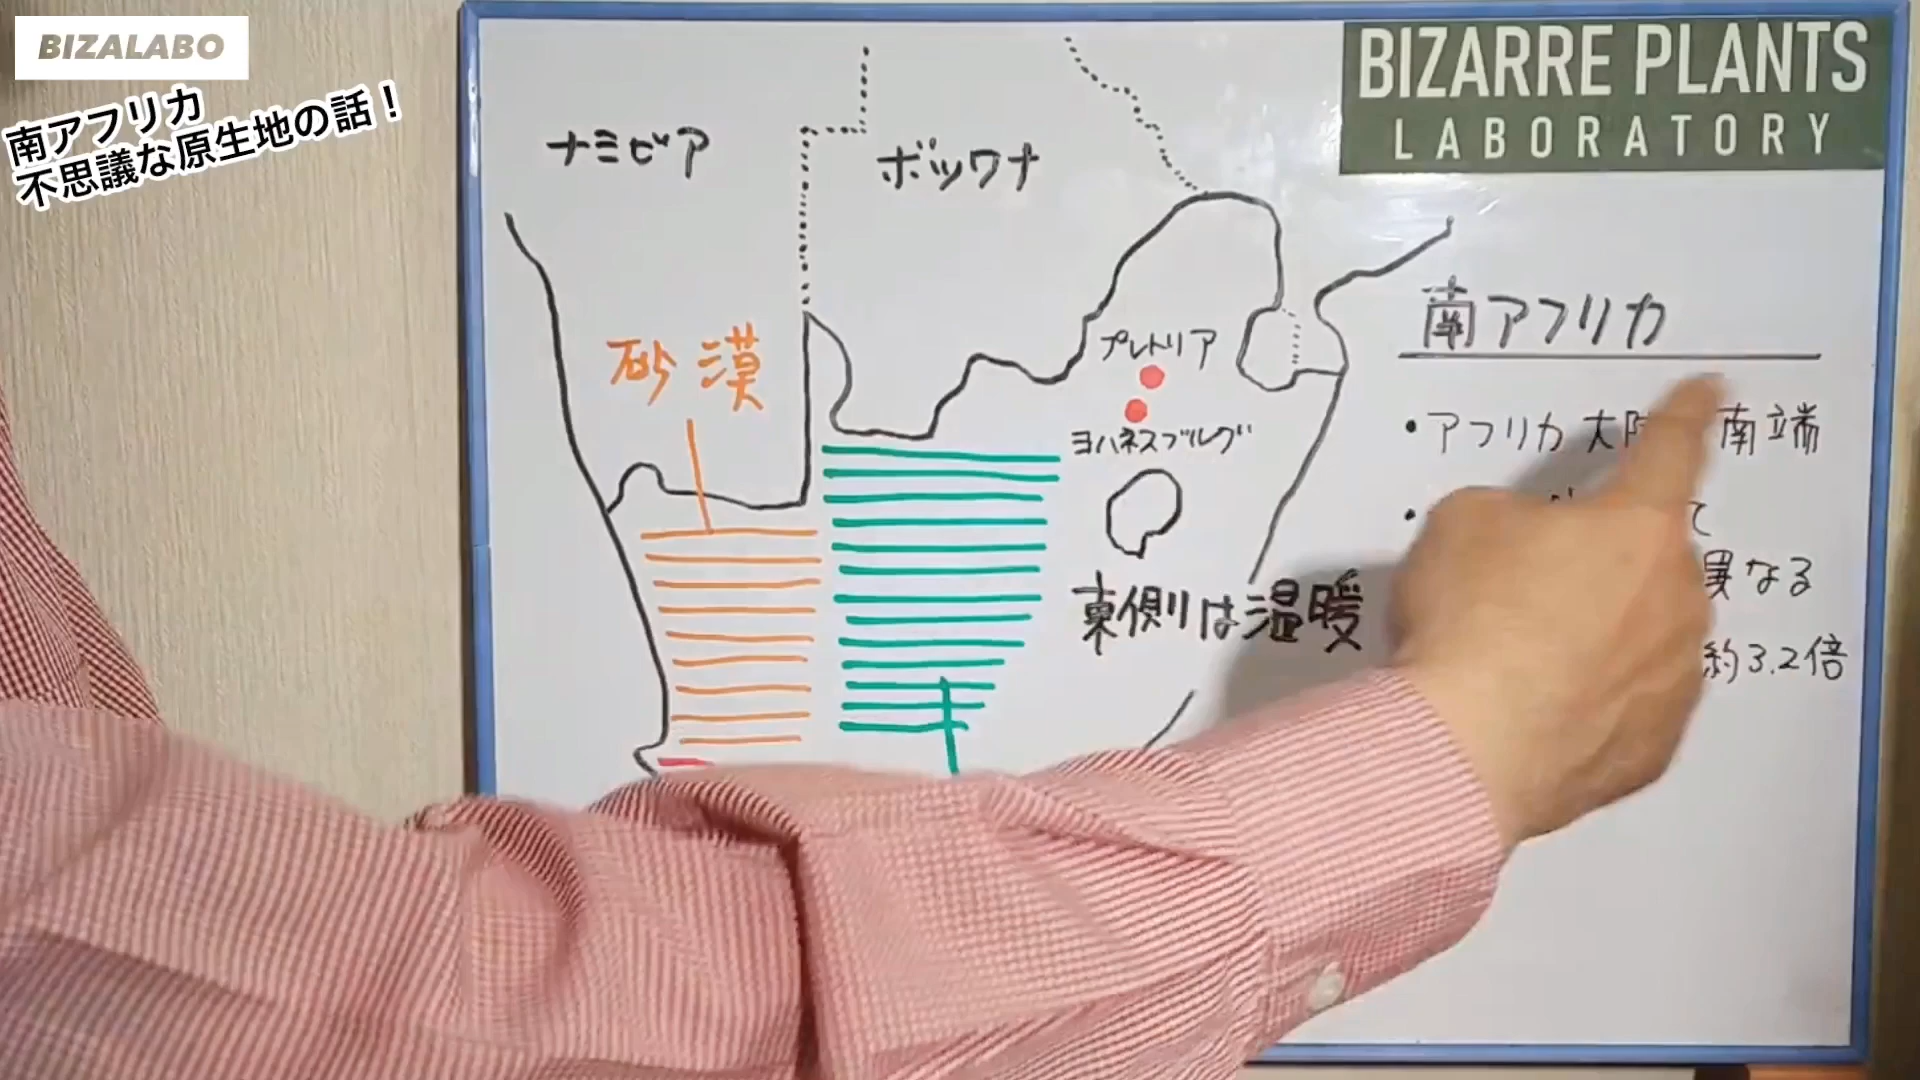 BIZALABO
南アフリカ
不思議な原生地の話！
BIZARRE PLANTS
LABORATORY
ナミビア
ボツワナ
砂漠
プレトリア
ヨハネスブルグ
東側は温暖
南アフリカ
・アフリカ大陸 南端
・ て
異なる
約3.2倍